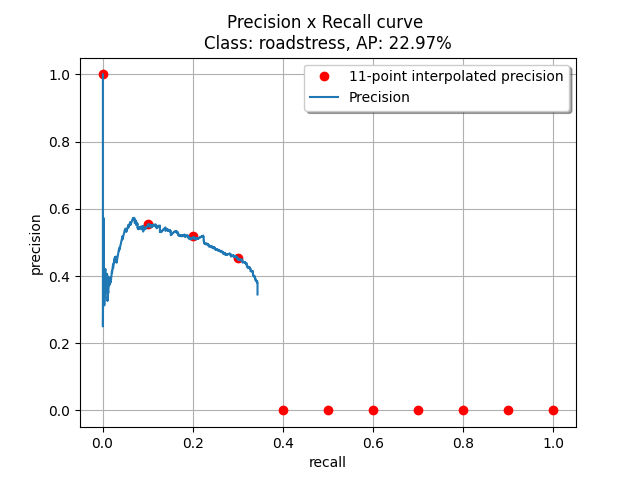 Precision x Recall curve
Class: roadstress, AP: 22.97%
11-point interpolated precision
Precision
1.0
0.8
0.6
0.4
0.2
0.0
precision
0.0
0.2
0.4
0.6
0.8
1.0
recall